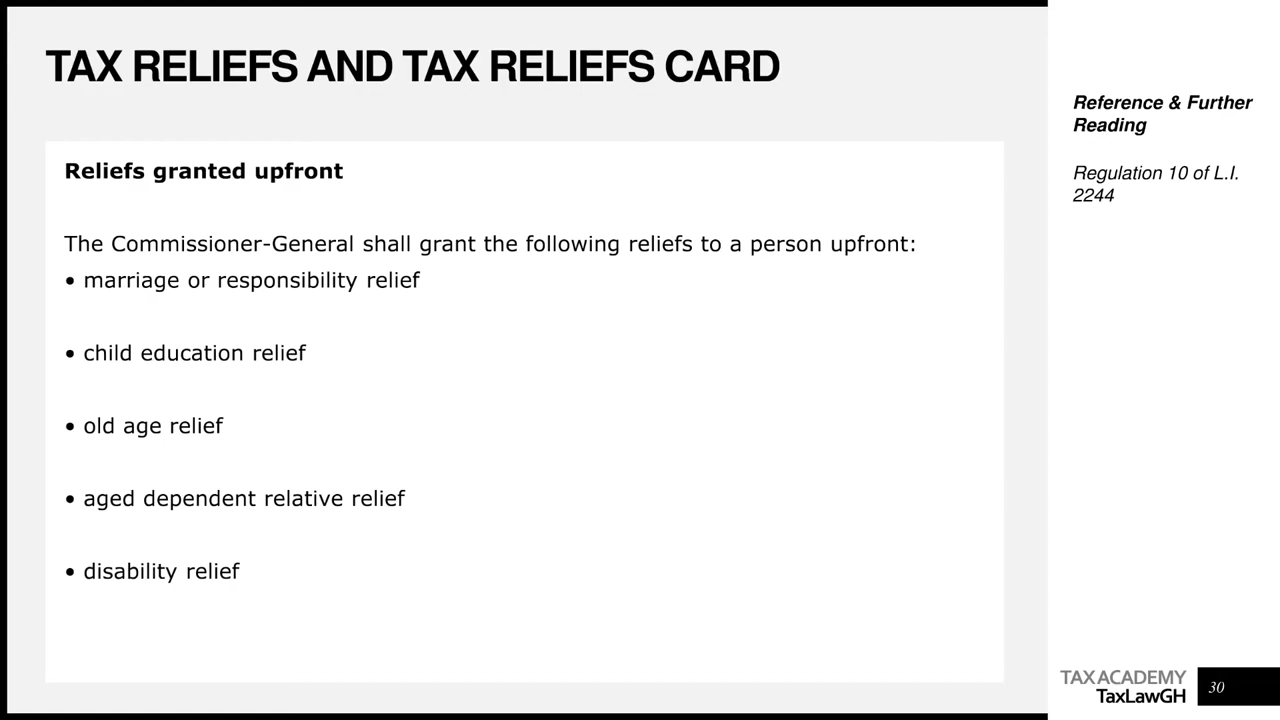 TAX RELIEFS AND TAX RELIEFS CARD
Reliefs granted upfront
The Commissioner-General shall grant the following reliefs to a person upfront:
• marriage or responsibility relief
• child education relief
• old age relief
• aged dependent relative relief
• disability relief
Reference & Further
Reading
Regulation 10 of L.I.
2244
TAX ACADEMY
TaxLawGH
30